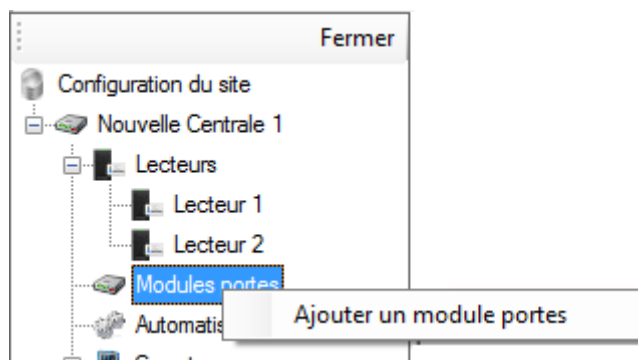 Fermer
Configuration du site
Nouvelle Centrale 1
Lecteurs
Lecteur 1
Lecteur 2
Modules portes
Ajouter un module portes